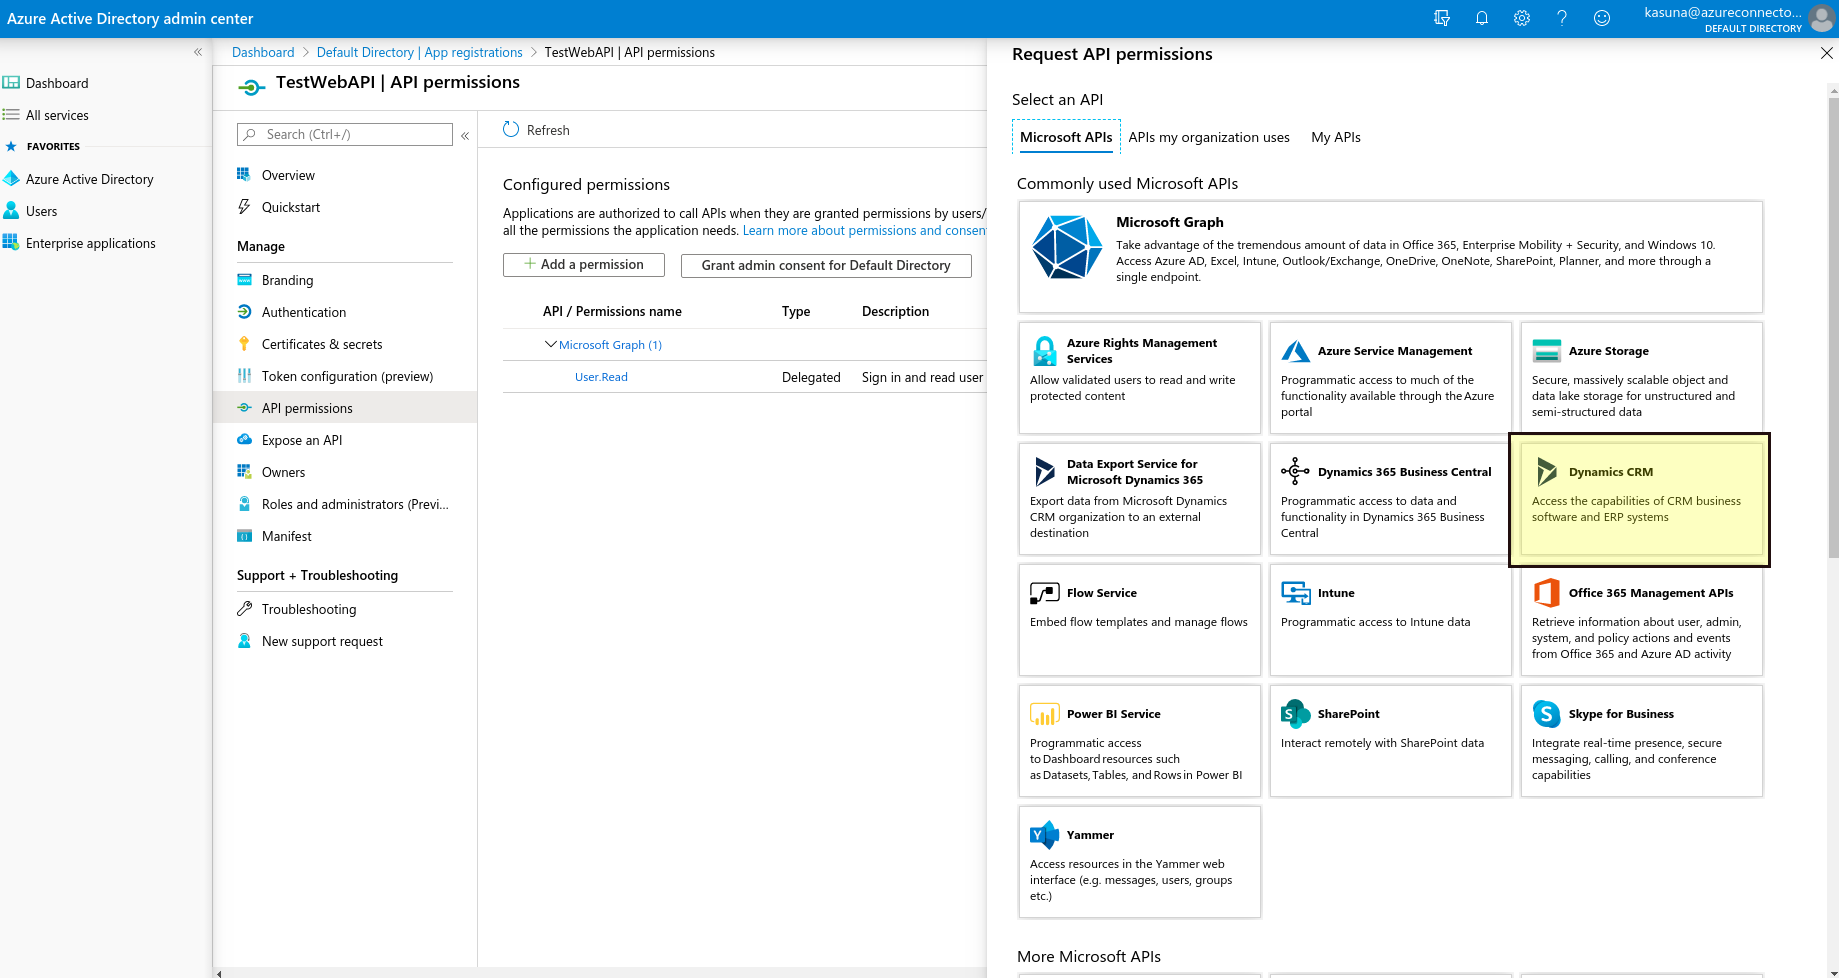 Azure Active Directory admin center
kasuna@azureconnecto...
DEFAULT DIRECTORY
Dashboard
All services
FAVORITES
Azure Active Directory
Users
Enterprise applications
Dashboard > Default Directory | App registrations > TestWebAPI | API permissions
TestWebAPI | API permissions
Search (Ctrl+/)
Overview
Quickstart
Manage
Branding
Authentication
Certificates & secrets
Token configuration (preview)
API permissions
Expose an API
Owners
Roles and administrators (Previ...
Manifest
Support + Troubleshooting
Troubleshooting
New support request
Refresh
Configured permissions
Applications are authorized to call APIs when they are granted permissions by users/
all the permissions the application needs. Learn more about permissions and consent
+ Add a permission
Grant admin consent for Default Directory
API / Permissions name Type Description
Microsoft Graph (1)
User.Read Delegated Sign in and read user
Request API permissions
Select an API
Microsoft APIs APIs my organization uses My APIs
Commonly used Microsoft APIs
Microsoft Graph
Take advantage of the tremendous amount of data in Office 365, Enterprise Mobility + Security, and Windows 10.
Access Azure AD, Excel, Intune, Outlook/Exchange, OneDrive, OneNote, SharePoint, Planner, and more through a
single endpoint.
Azure Rights Management
Services
Allow validated users to read and write
protected content
Azure Service Management
Programmatic access to much of the
functionality available through the Azure
portal
Azure Storage
Secure, massively scalable object and
data lake storage for unstructured and
semi-structured data
Data Export Service for
Microsoft Dynamics 365
Export data from Microsoft Dynamics
CRM organization to an external
destination
Dynamics 365 Business Central
Programmatic access to data and
functionality in Dynamics 365 Business
Central
Dynamics CRM
Access the capabilities of CRM business
software and ERP systems
Flow Service
Embed flow templates and manage flows
Intune
Programmatic access to Intune data
Office 365 Management APIs
Retrieve information about user, admin,
system, and policy actions and events
from Office 365 and Azure AD activity
Power BI Service
Programmatic access
to Dashboard resources such
as Datasets, Tables, and Rows in Power BI
SharePoint
Interact remotely with SharePoint data
Skype for Business
Integrate real-time presence, secure
messaging, calling, and conference
capabilities
Yammer
Access resources in the Yammer web
interface (e.g. messages, users, groups
etc.)
More Microsoft APIs